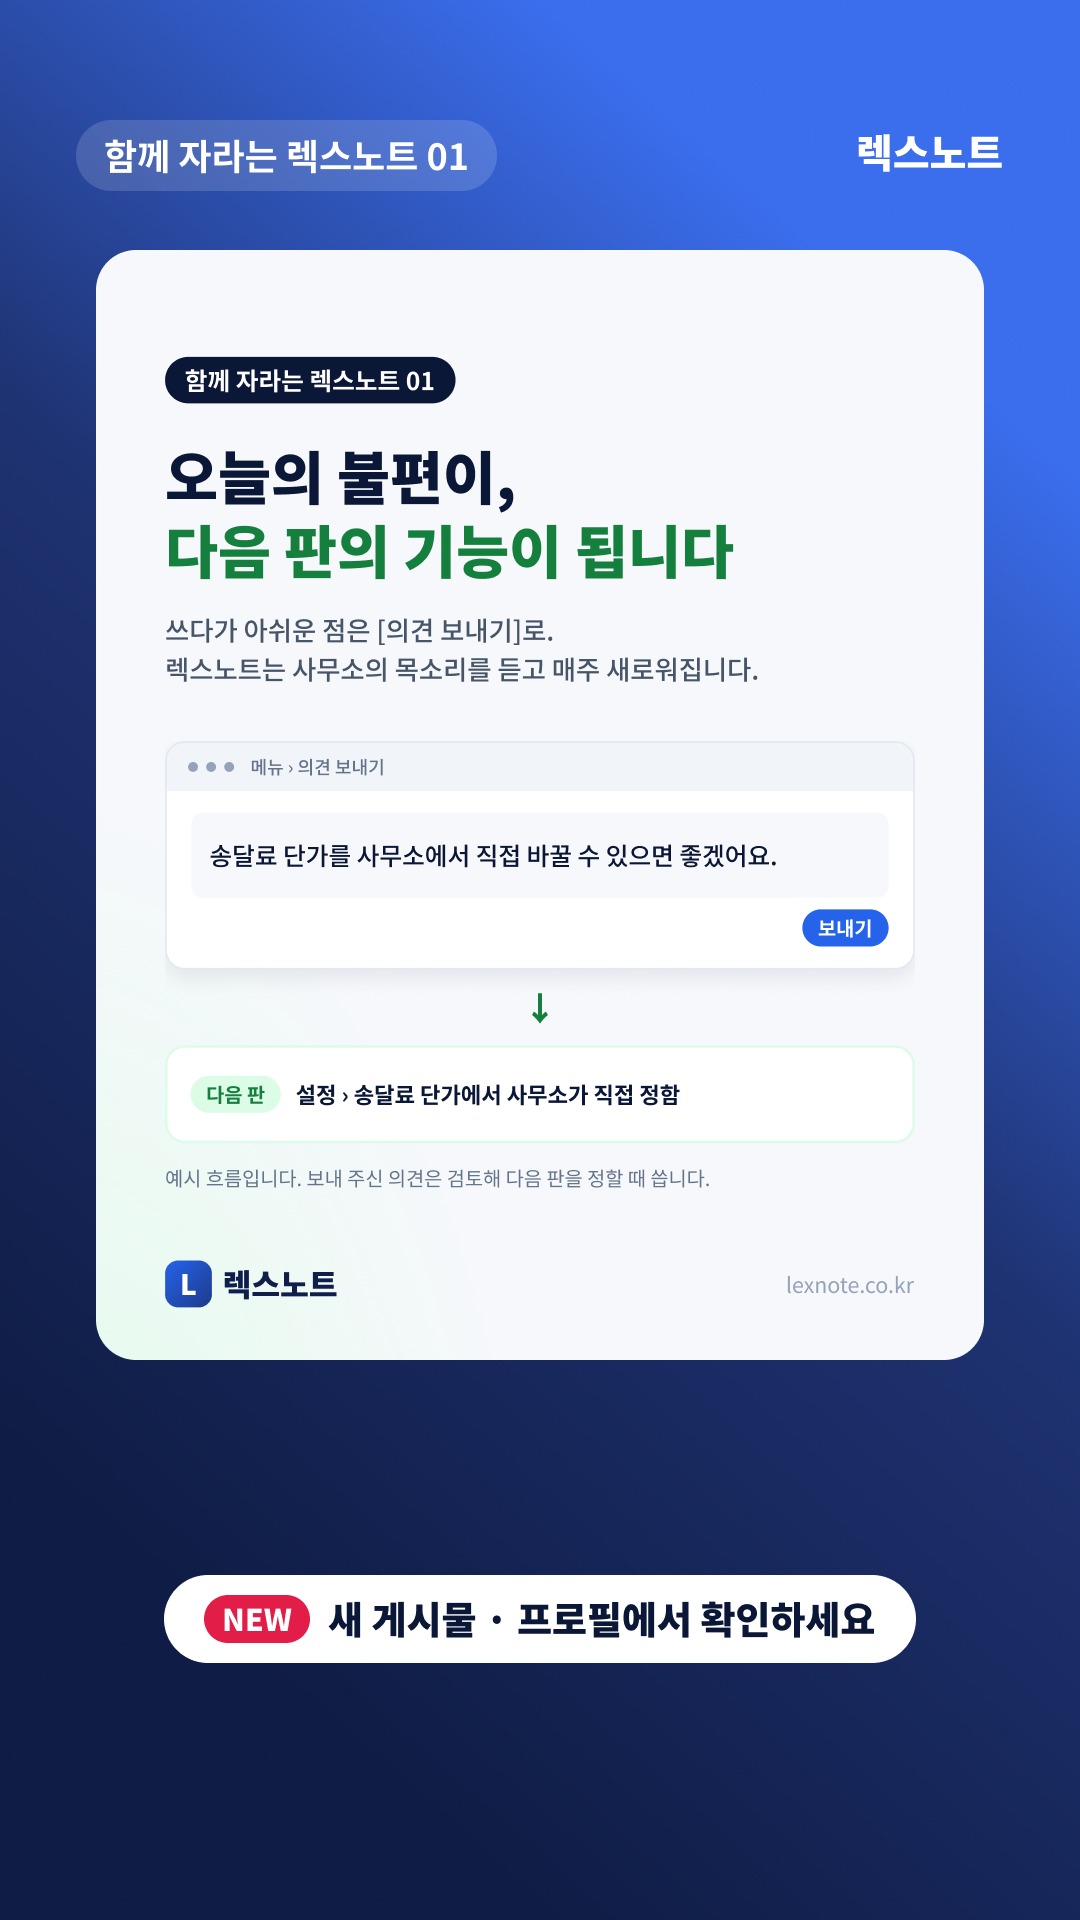 함께 자라는 렉스노트 01
렉스노트
함께 자라는 렉스노트 01
오늘의 불편이,
다음 판의 기능이 됩니다
쓰다가 아쉬운 점은 [의견 보내기]로.
렉스노트는 사무소의 목소리를 듣고 매주 새로워집니다.
메뉴 › 의견 보내기
송달료 단가를 사무소에서 직접 바꿀 수 있으면 좋겠어요.
보내기
↓
다음 판 설정 › 송달료 단가에서 사무소가 직접 정함
예시 흐름입니다. 보내 주신 의견은 검토해 다음 판을 정할 때 씁니다.
L 렉스노트
lexnote.co.kr
NEW 새 게시물 · 프로필에서 확인하세요